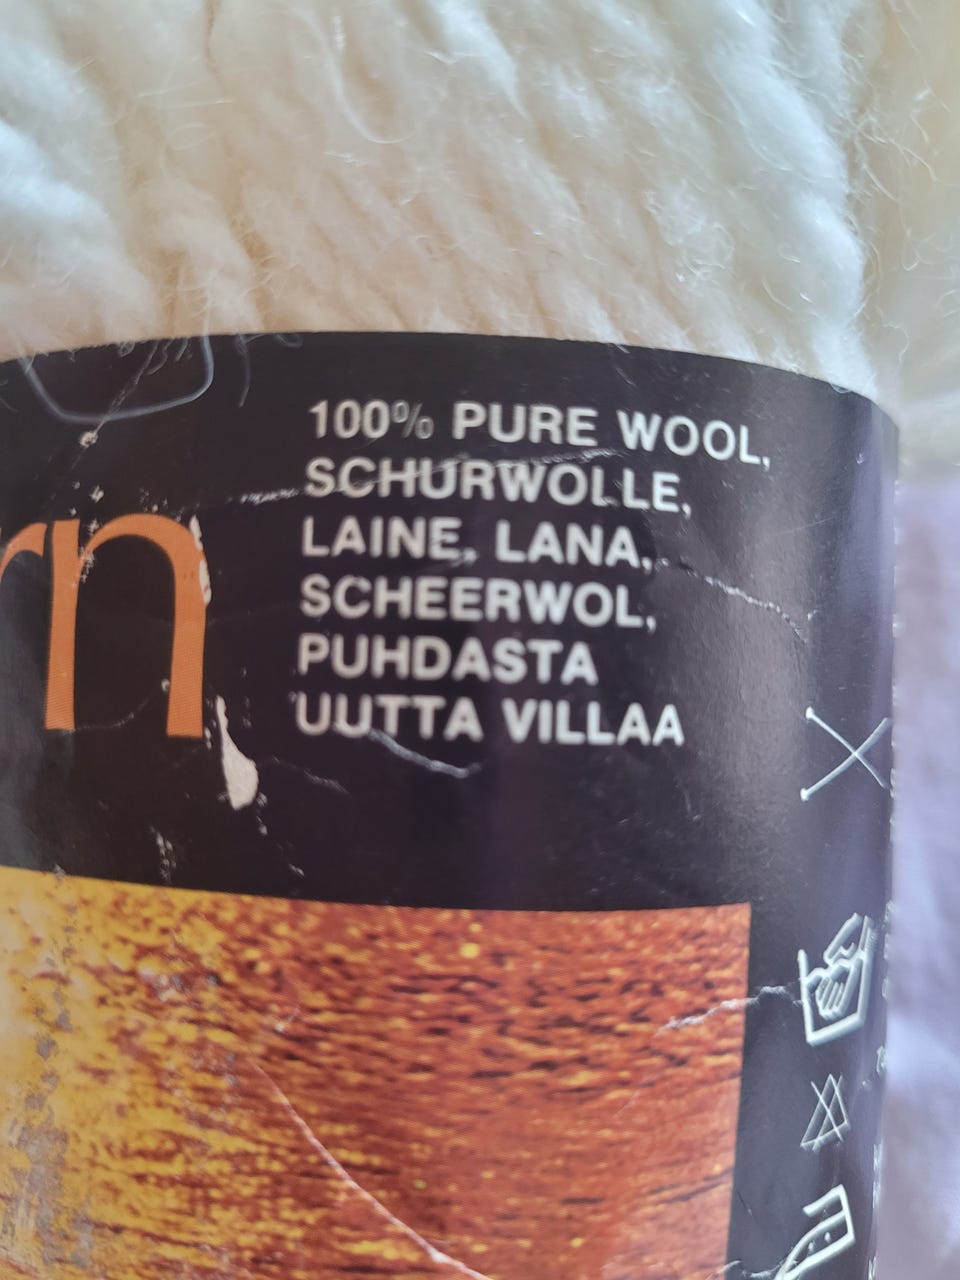 rn
100% PURE WOOL,
SCHURWOLLE,
LAINE, LANA,
SCHEERWOL,
PUHDASTA
UUTTA VILLAA